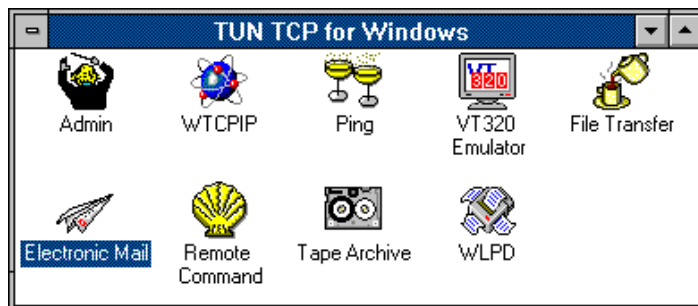 TUN TCP for Windows
VT
320
Admin
WTCPIP
Ping
VT320
Emulator
File Transfer
Electronic Mail
Remote
Command
Tape Archive
WLPD